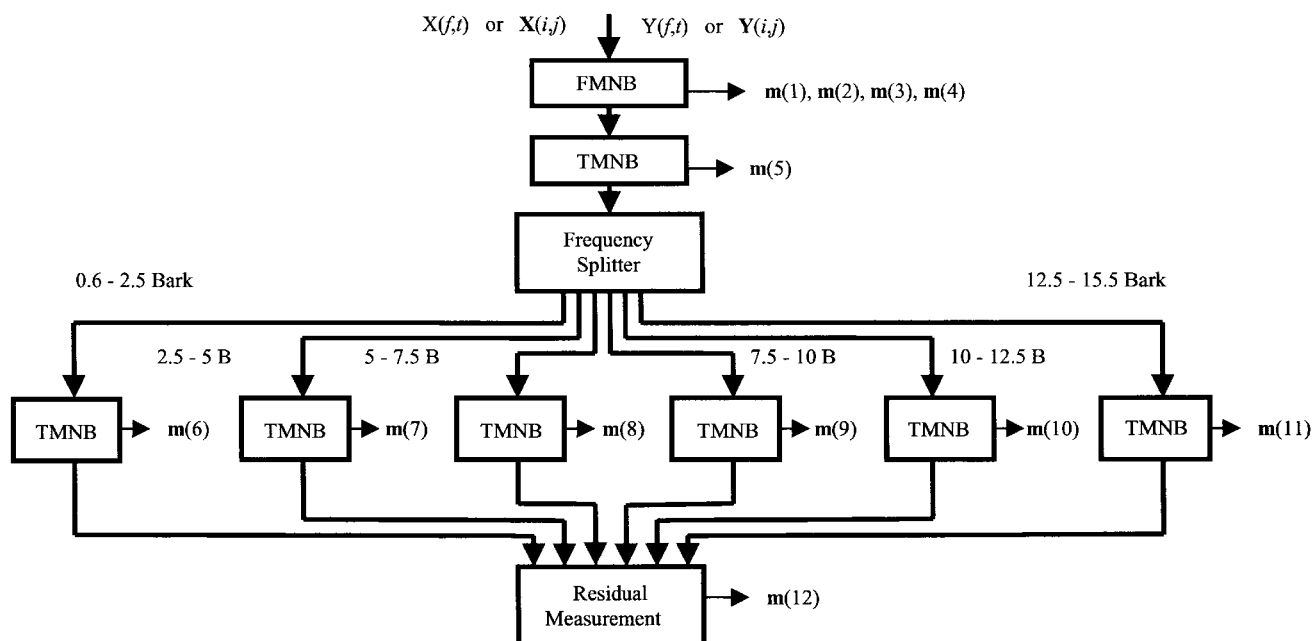 X(f,t) or X(i,j) Y(f,t) or Y(i,j)
FMNB
m(1), m(2), m(3), m(4)
TMNB
m(5)
Frequency
Splitter
0.6 - 2.5 Bark
12.5 - 15.5 Bark
2.5 - 5 B
5 - 7.5 B
7.5 - 10 B
10 - 12.5 B
TMNB
m(6)
TMNB
m(7)
TMNB
m(8)
TMNB
m(9)
TMNB
m(10)
TMNB
m(11)
Residual
Measurement
m(12)